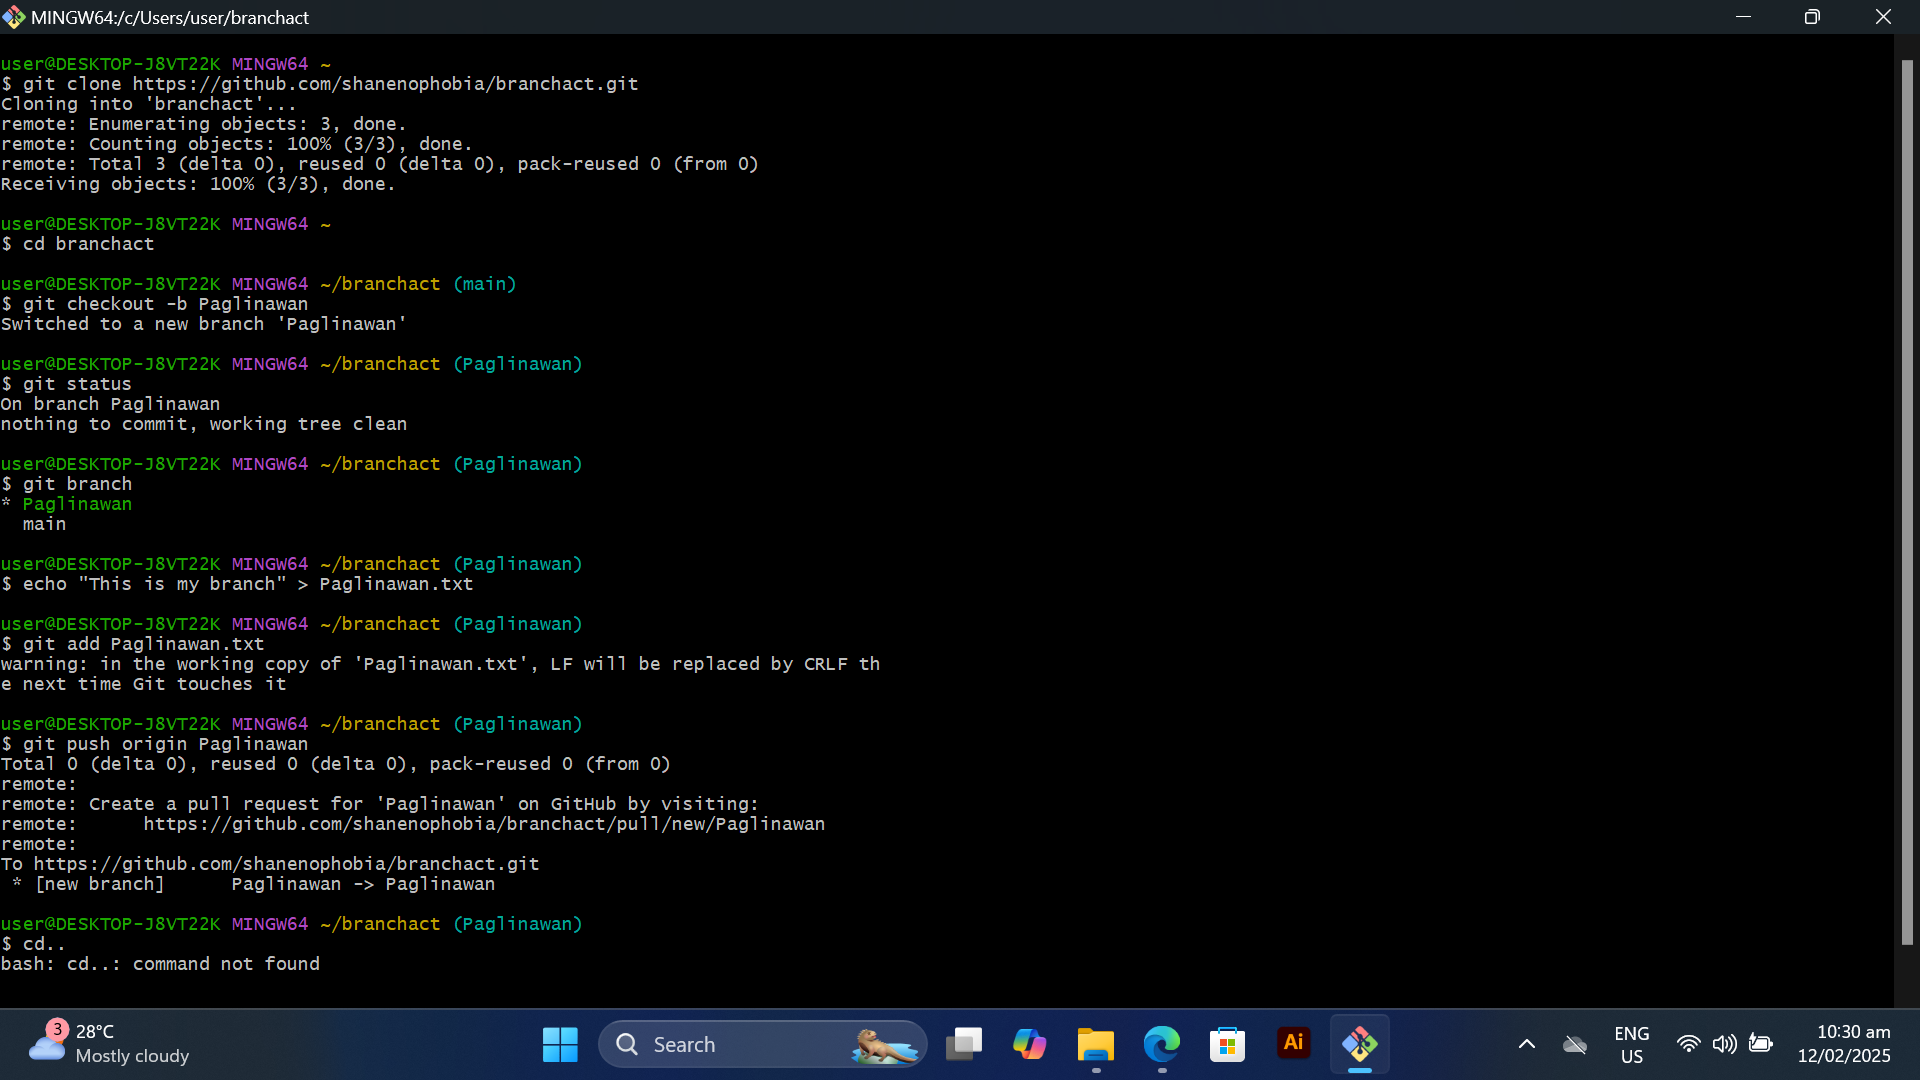 MINGW64:/c/Users/user/branchact
user@DESKTOP-J8VT22K MINGW64 ~
$ git clone https://github.com/shanenophobia/branchact.git
Cloning into 'branchact'...
remote: Enumerating objects: 3, done.
remote: Counting objects: 100% (3/3), done.
remote: Total 3 (delta 0), reused 0 (delta 0), pack-reused 0 (from 0)
Receiving objects: 100% (3/3), done.
user@DESKTOP-J8VT22K MINGW64 ~
$ cd branchact
user@DESKTOP-J8VT22K MINGW64 ~/branchact (main)
$ git checkout -b Paglinawan
Switched to a new branch 'Paglinawan'
user@DESKTOP-J8VT22K MINGW64 ~/branchact (Paglinawan)
$ git status
On branch Paglinawan
nothing to commit, working tree clean
user@DESKTOP-J8VT22K MINGW64 ~/branchact (Paglinawan)
$ git branch
* Paglinawan
  main
user@DESKTOP-J8VT22K MINGW64 ~/branchact (Paglinawan)
$ echo "This is my branch" > Paglinawan.txt
user@DESKTOP-J8VT22K MINGW64 ~/branchact (Paglinawan)
$ git add Paglinawan.txt
warning: in the working copy of 'Paglinawan.txt', LF will be replaced by CRLF th
e next time Git touches it
user@DESKTOP-J8VT22K MINGW64 ~/branchact (Paglinawan)
$ git push origin Paglinawan
Total 0 (delta 0), reused 0 (delta 0), pack-reused 0 (from 0)
remote:
remote: Create a pull request for 'Paglinawan' on GitHub by visiting:
remote:      https://github.com/shanenophobia/branchact/pull/new/Paglinawan
remote:
To https://github.com/shanenophobia/branchact.git
 * [new branch]      Paglinawan -> Paglinawan
user@DESKTOP-J8VT22K MINGW64 ~/branchact (Paglinawan)
$ cd..
bash: cd..: command not found
3
28°C
Mostly cloudy
Search
Ai
ENG
US
10:30 am
12/02/2025